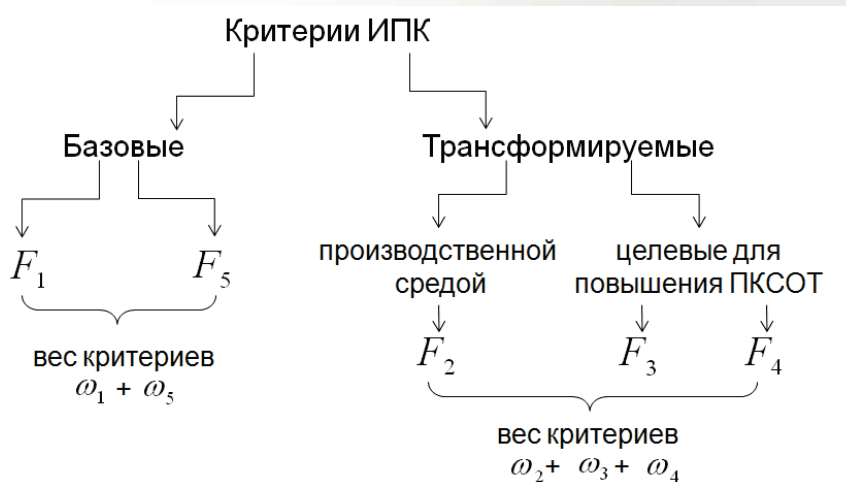 Критерии ИПК
Базовые
Трансформируемые
F₁
F₅
производственной
средой
целевые для
повышения ПКСОТ
F₂
F₃
F₄
вес критериев
ω₁ + ω₅
вес критериев
ω₂+ ω₃+ ω₄